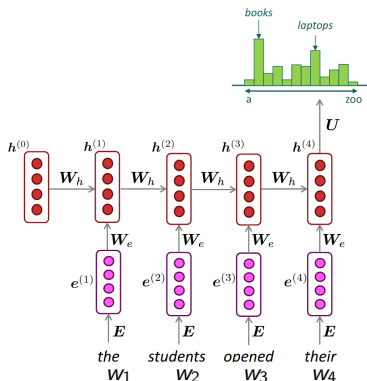 books
laptops
a zoo
U
h(0) h(1) h(2) h(3) h(4)
Wh Wh Wh Wh
We We We We
e(1) e(2) e(3) e(4)
E E E E
the students opened their
W1 W2 W3 W4